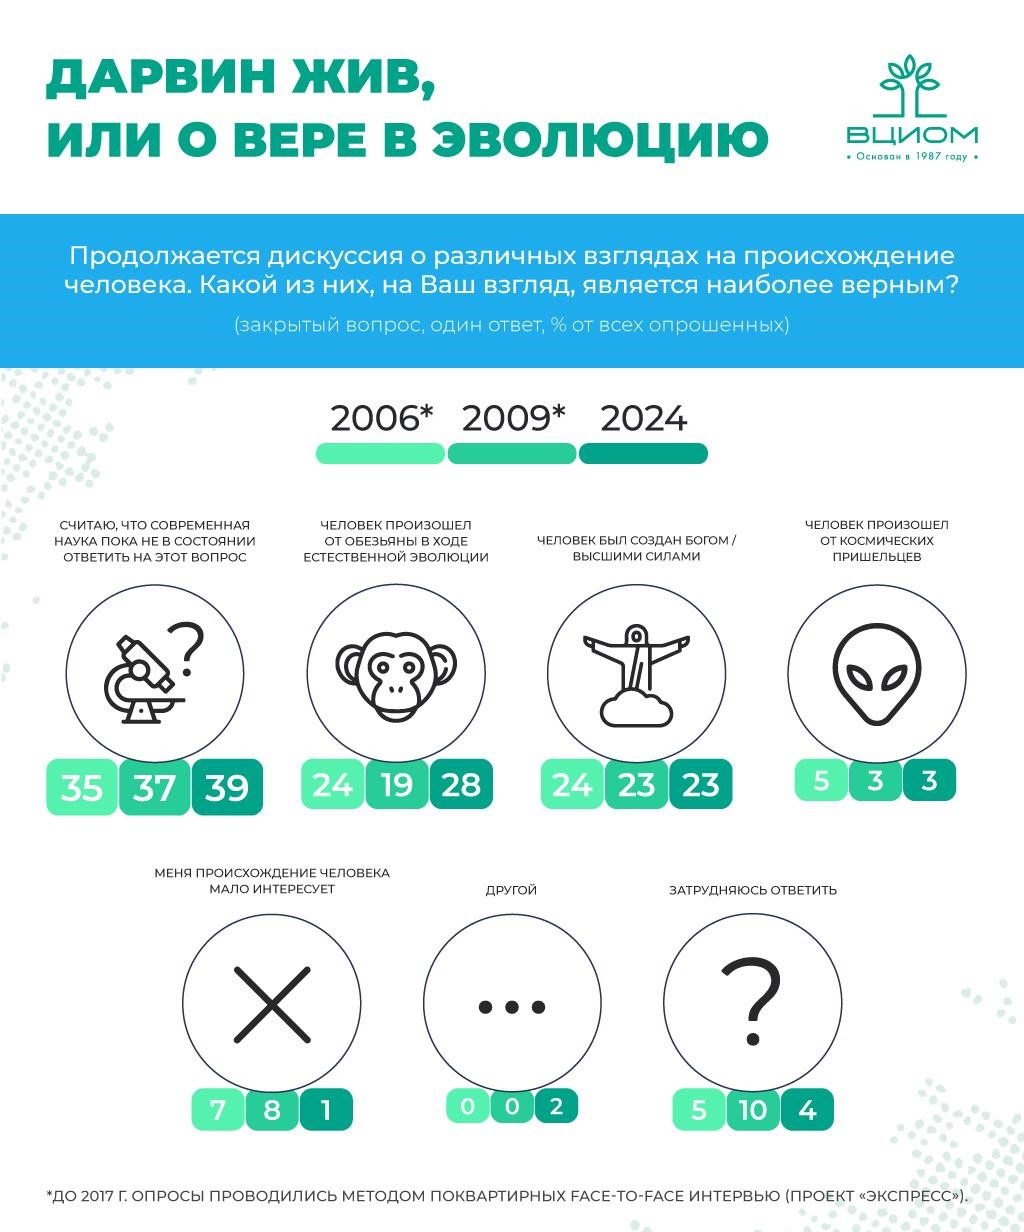 ДАРВИН ЖИВ,
ИЛИ О ВЕРЕ В ЭВОЛЮЦИЮ
ВЦИОМ
• Основан в 1987 году •
Продолжается дискуссия о различных взглядах на происхождение
человека. Какой из них, на Ваш взгляд, является наиболее верным?
(закрытый вопрос, один ответ, % от всех опрошенных)
2006* 2009* 2024
СЧИТАЮ, ЧТО СОВРЕМЕННАЯ
НАУКА ПОКА НЕ В СОСТОЯНИИ
ОТВЕТИТЬ НА ЭТОТ ВОПРОС
35 37 39
ЧЕЛОВЕК ПРОИЗОШЕЛ
ОТ ОБЕЗЬЯНЫ В ХОДЕ
ЕСТЕСТВЕННОЙ ЭВОЛЮЦИИ
24 19 28
ЧЕЛОВЕК БЫЛ СОЗДАН БОГОМ /
ВЫСШИМИ СИЛАМИ
24 23 23
ЧЕЛОВЕК ПРОИЗОШЕЛ
ОТ КОСМИЧЕСКИХ
ПРИШЕЛЬЦЕВ
5 3 3
МЕНЯ ПРОИСХОЖДЕНИЕ ЧЕЛОВЕКА
МАЛО ИНТЕРЕСУЕТ
7 8 1
ДРУГОЙ
0 0 2
ЗАТРУДНЯЮСЬ ОТВЕТИТЬ
5 10 4
*ДО 2017 Г. ОПРОСЫ ПРОВОДИЛИСЬ МЕТОДОМ ПОКВАРТИРНЫХ FACE-TO-FACE ИНТЕРВЬЮ (ПРОЕКТ «ЭКСПРЕСС»).